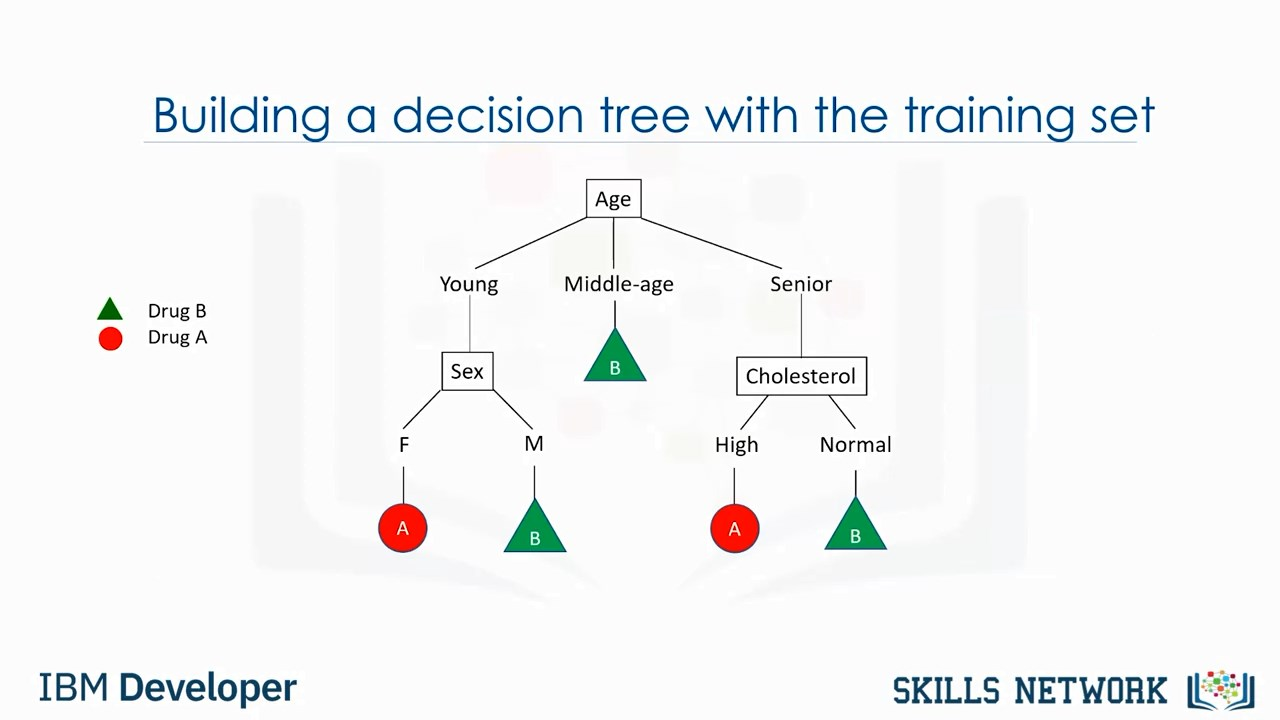 Building a decision tree with the training set
Age
Young Middle-age Senior
Drug B
Drug A
B
Sex
Cholesterol
F M High Normal
A B A B
IBM Developer
SKILLS NETWORK